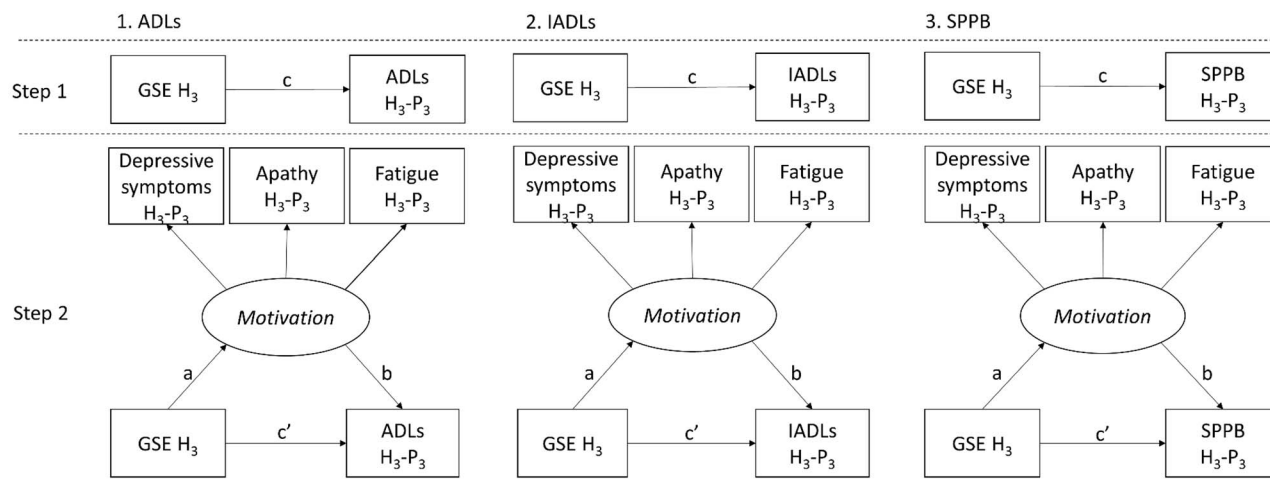 1. ADLs
2. IADLs
3. SPPB
Step 1
GSE H₃
c
ADLs
H₃-P₃
GSE H₃
c
IADLs
H₃-P₃
GSE H₃
c
SPPB
H₃-P₃
Step 2
Depressive
symptoms
H₃-P₃
Apathy
H₃-P₃
Fatigue
H₃-P₃
Motivation
a
b
GSE H₃
c’
ADLs
H₃-P₃
Depressive
symptoms
H₃-P₃
Apathy
H₃-P₃
Fatigue
H₃-P₃
Motivation
a
b
GSE H₃
c’
IADLs
H₃-P₃
Depressive
symptoms
H₃-P₃
Apathy
H₃-P₃
Fatigue
H₃-P₃
Motivation
a
b
GSE H₃
c’
SPPB
H₃-P₃